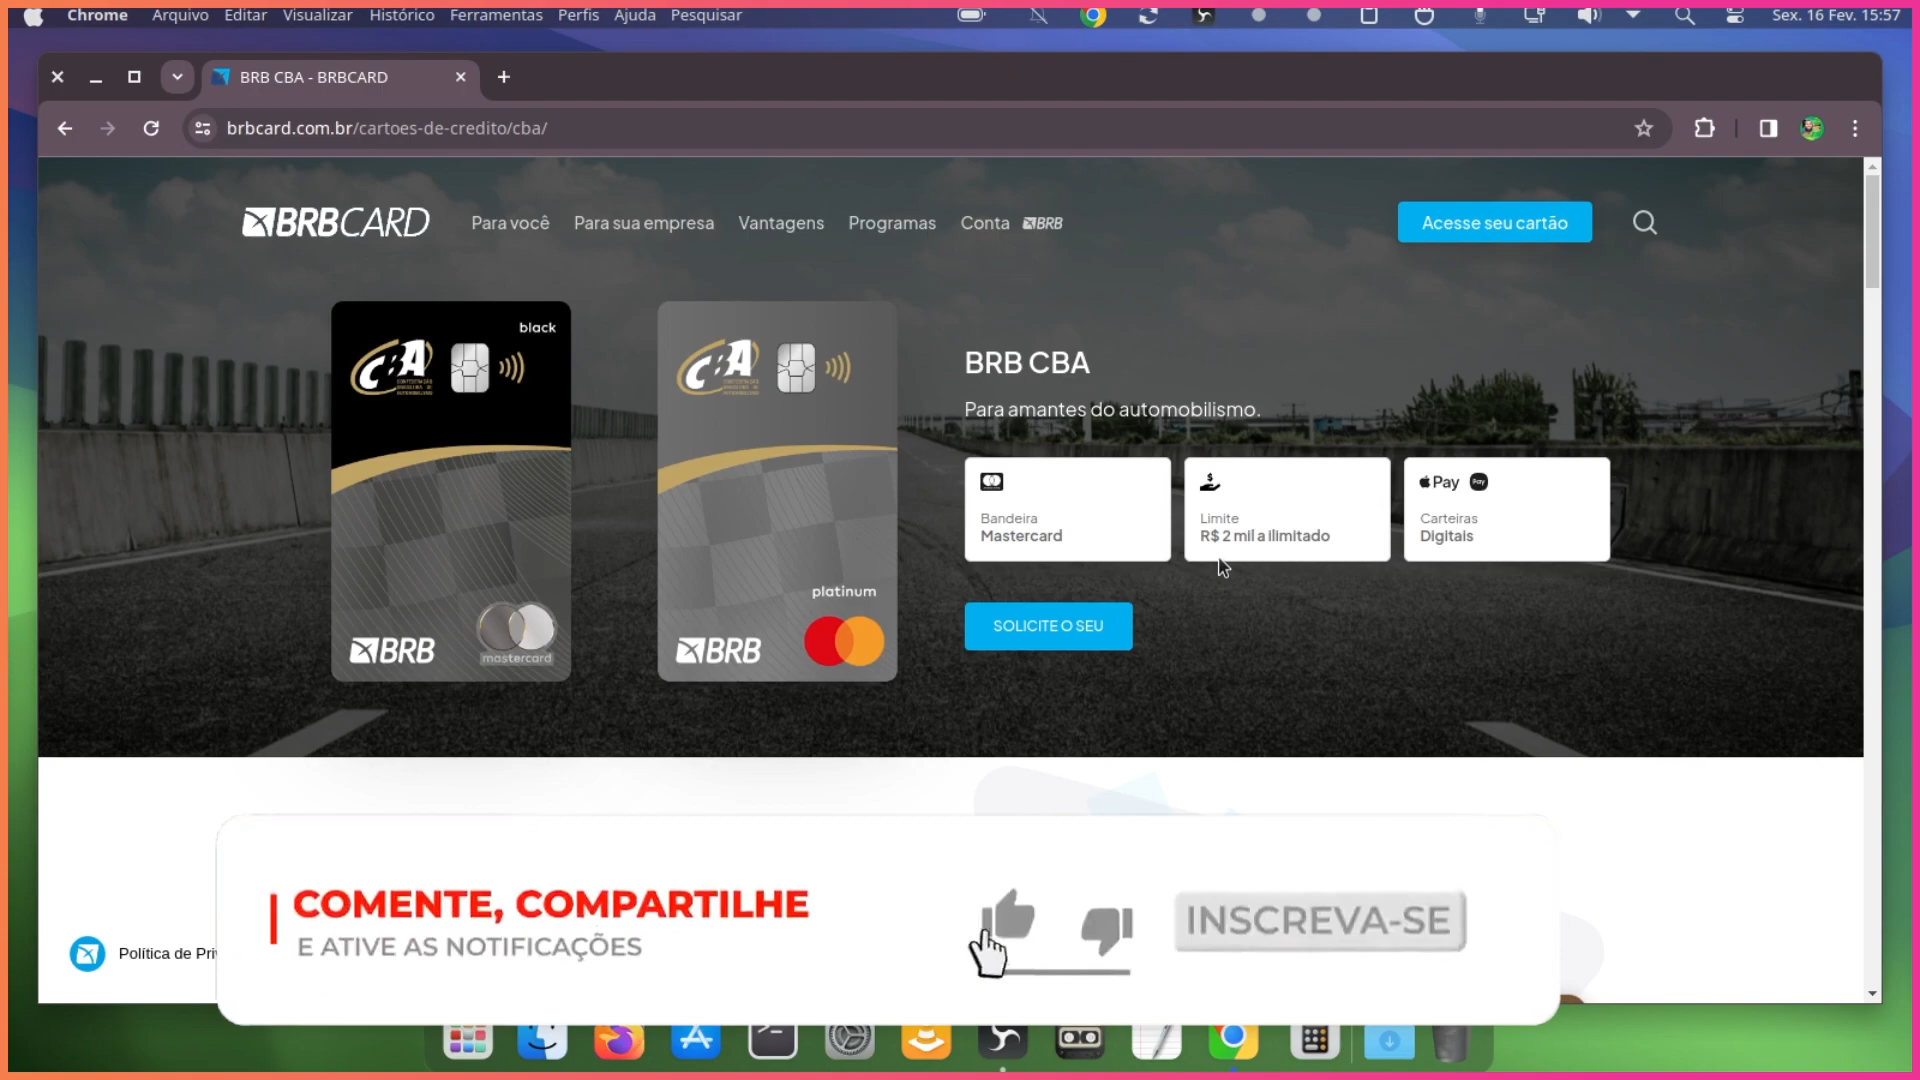 Chrome Arquivo Editar Visualizar Histórico Ferramentas Perfis Ajuda Pesquisar Sex. 16 Fev. 15:57
BRB CBA - BRBCARD
brbcard.com.br/cartoes-de-credito/cba/
BRBCARD Para você Para sua empresa Vantagens Programas Conta BRB Acesse seu cartão
black
CBA
CBA
BRB CBA
Para amantes do automobilismo.
Pay Pay
Bandeira
Mastercard
Limite
R$ 2 mil a ilimitado
Carteiras
Digitais
platinum
SOLICITE O SEU
BRB
mastercard
BRB
COMENTE, COMPARTILHE
E ATIVE AS NOTIFICAÇÕES
INSCREVA-SE
Política de Pri